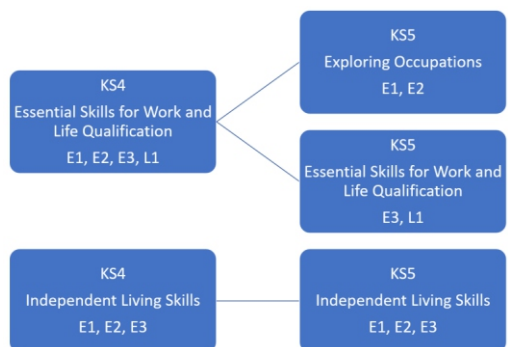 KS4
Essential Skills for Work and
Life Qualification
E1, E2, E3, L1
KS5
Exploring Occupations
E1, E2
KS5
Essential Skills for Work and
Life Qualification
E3, L1
KS4
Independent Living Skills
E1, E2, E3
KS5
Independent Living Skills
E1, E2, E3